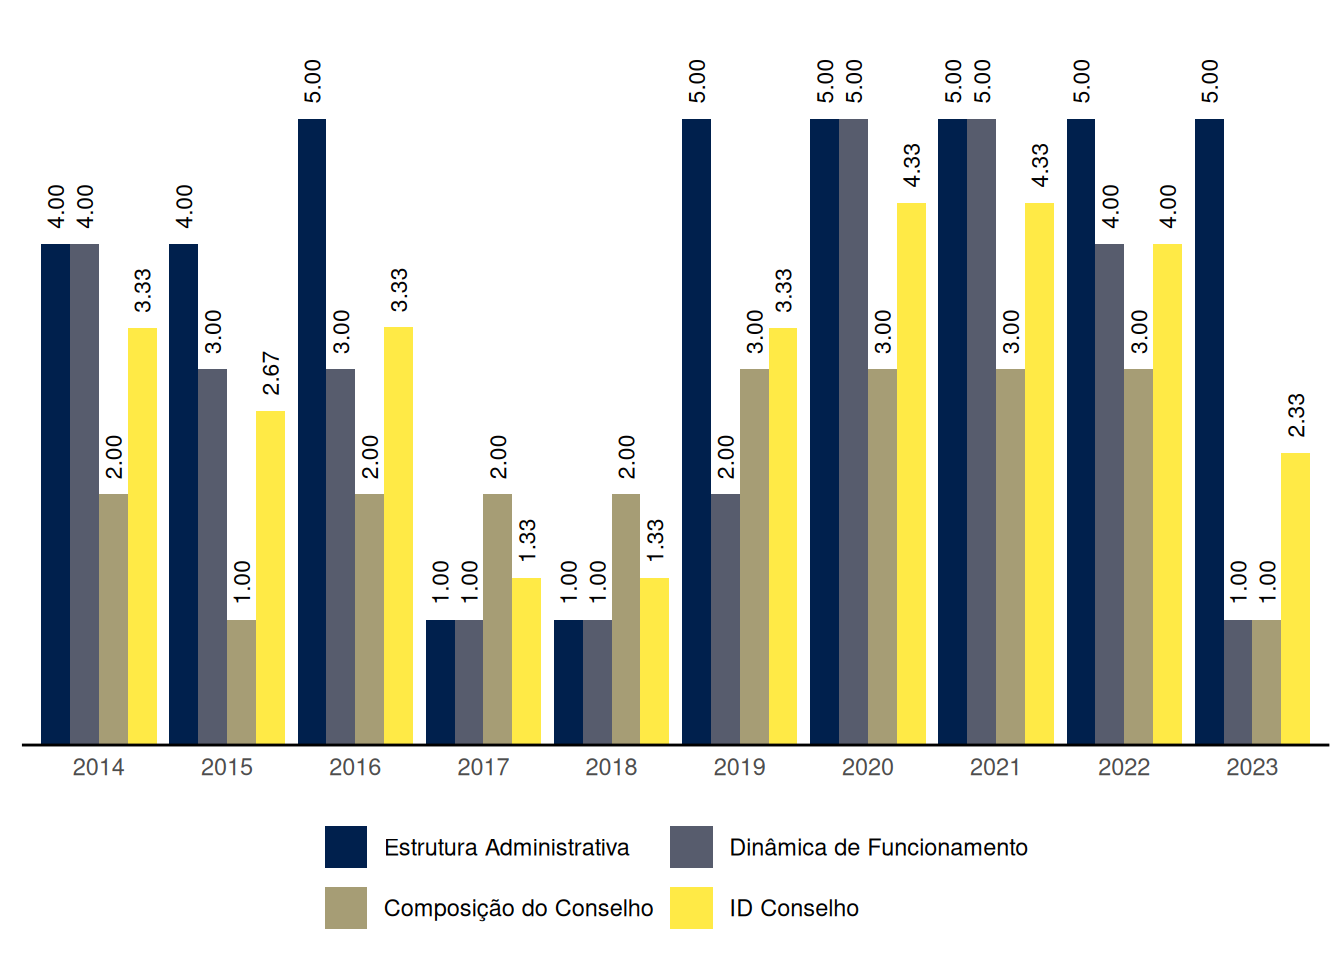 5.00 5.00 5.00 5.00 5.00 5.00 5.00 5.00
4.33 4.33
4.00 4.00 4.00 4.00 4.00
3.33 3.33 3.33
3.00 3.00 3.00 3.00 3.00 3.00
2.67
2.33
2.00 2.00 2.00 2.00 2.00
1.33 1.33
1.00 1.00 1.00 1.00 1.00 1.00 1.00
2014 2015 2016 2017 2018 2019 2020 2021 2022 2023
Estrutura Administrativa Dinâmica de Funcionamento
Composição do Conselho ID Conselho